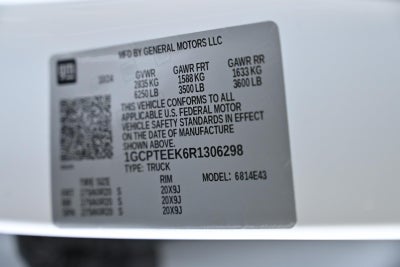 MFD BY GENERAL MOTORS LLC
gm
GVWR GAWR FRT GAWR RR
2835 KG 1588 KG 1633 KG
6250 LB 3500 LB 3600 LB
THIS VEHICLE CONFORMS TO ALL
APPLICABLE U.S. FEDERAL MOTOR
VEHICLE SAFETY STANDARDS IN EFFECT
ON THE DATE OF MANUFACTURE
SHOWN ABOVE
1GCPTEEK6R1306298
TYPE: TRUCK MODEL: 6814E43
TIRE SIZE RIM
S 20X9J
S 20X9J
S 20X9J